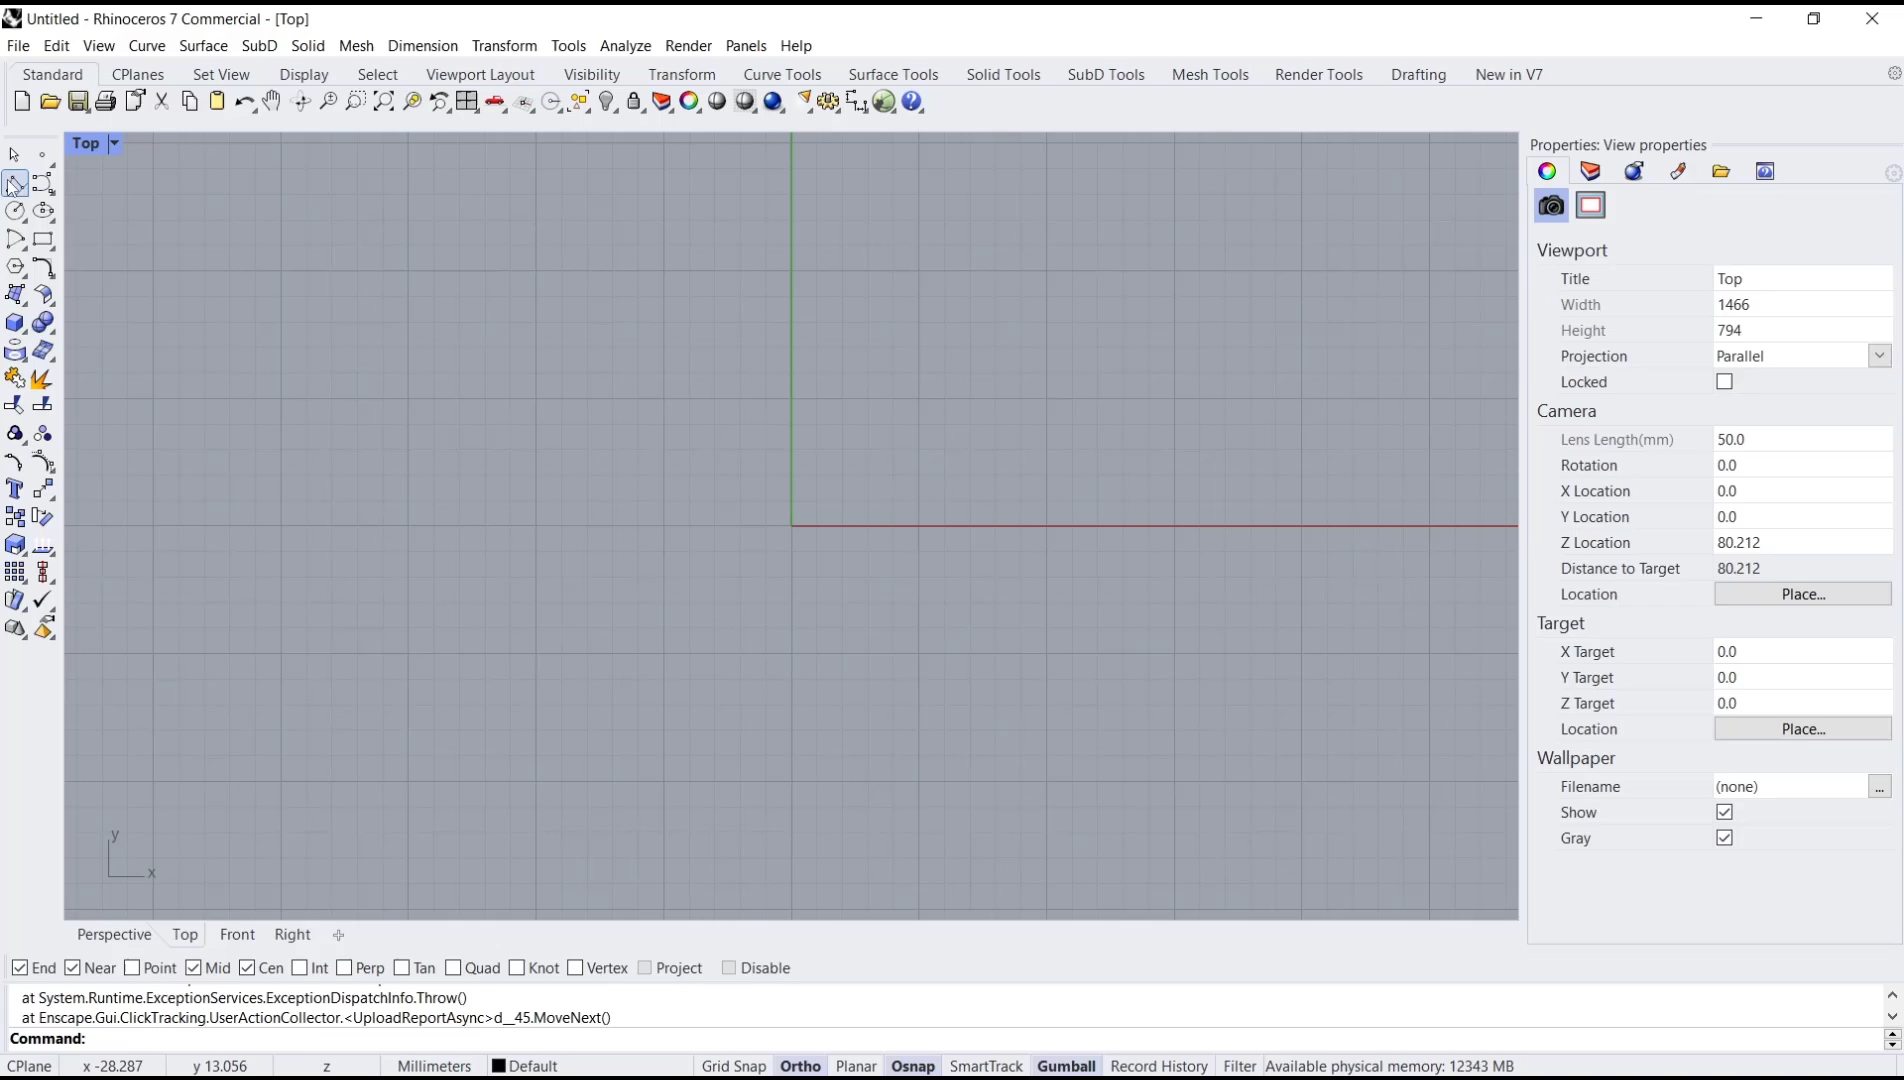 Untitled - Rhinoceros 7 Commercial - [Top]
File Edit View Curve Surface SubD Solid Mesh Dimension Transform Tools Analyze Render Panels Help
Standard CPlanes Set View Display Select Viewport Layout Visibility Transform Curve Tools Surface Tools Solid Tools SubD Tools Mesh Tools Render Tools Drafting New in V7
Top
Properties: View properties
Viewport
Title Top
Width 1466
Height 794
Projection Parallel
Locked
Camera
Lens Length(mm) 50.0
Rotation 0.0
X Location 0.0
Y Location 0.0
Z Location 80.212
Distance to Target 80.212
Location Place...
Target
X Target 0.0
Y Target 0.0
Z Target 0.0
Location Place...
Wallpaper
Filename (none) ...
Show
Gray
y
x
Perspective Top Front Right
End Near Point Mid Cen Int Perp Tan Quad Knot Vertex Project Disable
at System.Runtime.ExceptionServices.ExceptionDispatchInfo.Throw()
at Enscape.Gui.ClickTracking.UserActionCollector.<UploadReportAsync>d__45.MoveNext()
Command:
CPlane x -28.287 y 13.056 z Millimeters Default Grid Snap Ortho Planar Osnap SmartTrack Gumball Record History Filter Available physical memory: 12343 MB